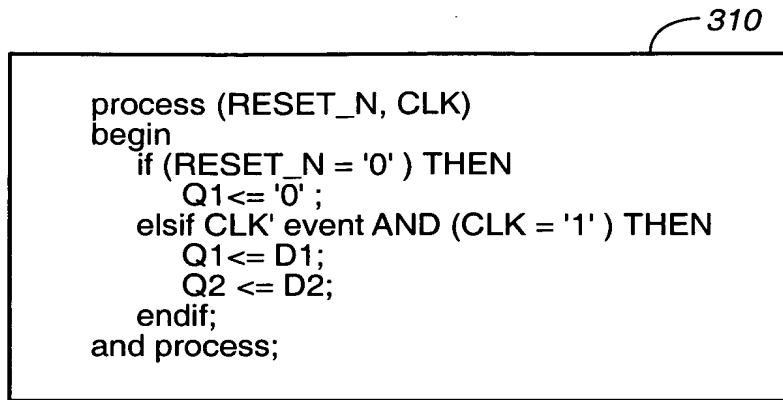 310
process (RESET_N, CLK)
begin
if (RESET_N = '0' ) THEN
Q1<= '0' ;
elsif CLK' event AND (CLK = '1' ) THEN
Q1<= D1;
Q2 <= D2;
endif;
and process;